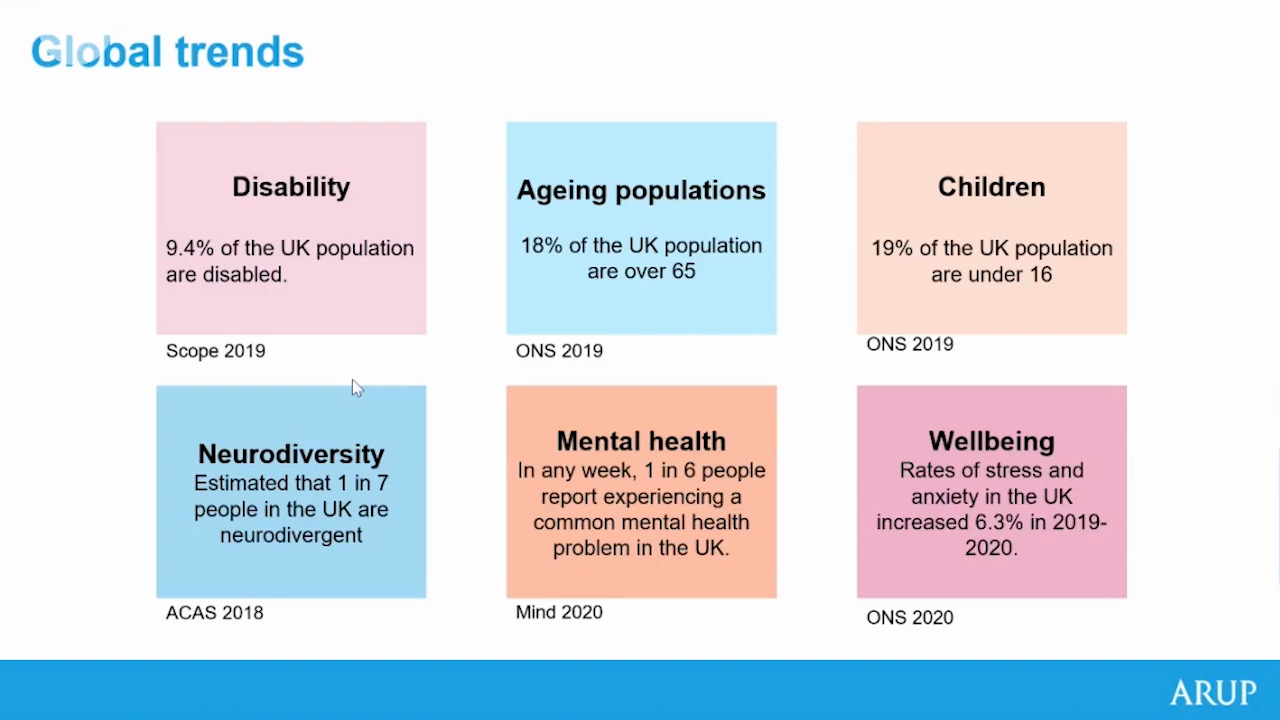 Global trends
Disability
9.4% of the UK population
are disabled.
Scope 2019
Ageing populations
18% of the UK population
are over 65
ONS 2019
Children
19% of the UK population
are under 16
ONS 2019
Neurodiversity
Estimated that 1 in 7
people in the UK are
neurodivergent
ACAS 2018
Mental health
In any week, 1 in 6 people
report experiencing a
common mental health
problem in the UK.
Mind 2020
Wellbeing
Rates of stress and
anxiety in the UK
increased 6.3% in 2019-
2020.
ONS 2020
ARUP